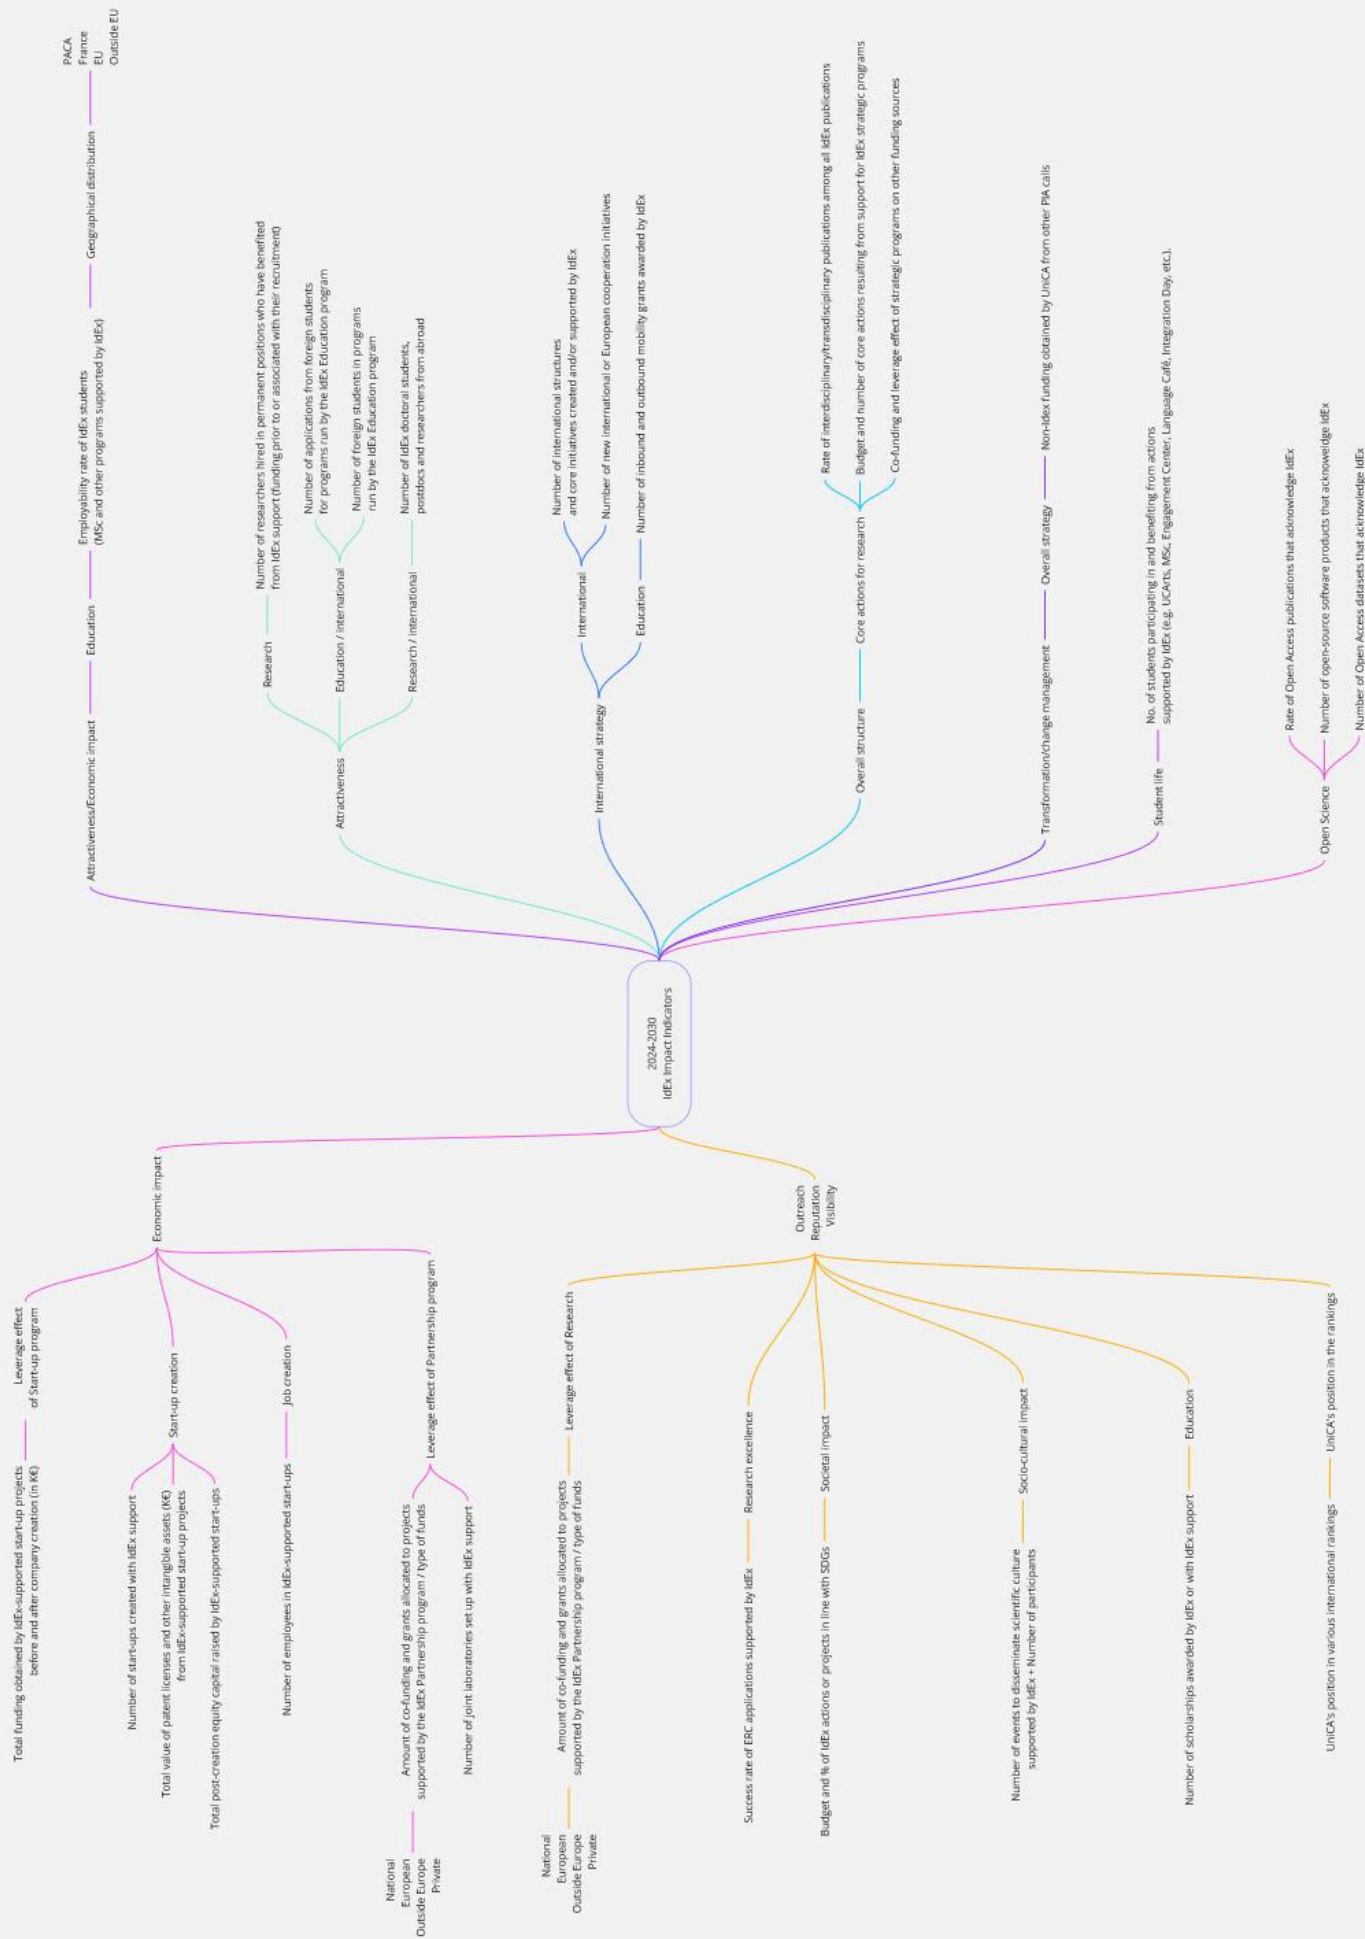 2024-2030
IdEx Impact Indicators
Economic impact
Leverage effect
of Start-up program
Total funding obtained by IdEx-supported start-up projects
before and after company creation (in K€)
Start-up creation
Number of start-ups created with IdEx support
Total value of patent licenses and other intangible assets (K€)
from IdEx-supported start-up projects
Total post-creation equity capital raised by IdEx-supported start-ups
Job creation
Number of employees in IdEx-supported start-ups
Leverage effect of Partnership program
Amount of co-funding and grants allocated to projects
supported by the IdEx Partnership program / type of funds
National
European
Outside Europe
Private
Number of joint laboratories set up with IdEx support
Outreach
Reputation
Visibility
Leverage effect of Research
Amount of co-funding and grants allocated to projects
supported by the IdEx Partnership program / type of funds
National
European
Outside Europe
Private
Research excellence
Success rate of ERC applications supported by IdEx
Societal impact
Budget and % of IdEx actions or projects in line with SDGs
Socio-cultural impact
Number of events to disseminate scientific culture
supported by IdEx + Number of participants
Education
Number of scholarships awarded by IdEx or with IdEx support
UniCA's position in the rankings
UniCA's position in various international rankings
Attractiveness/Economic impact
Education
Employability rate of IdEx students
(MSc and other programs supported by IdEx)
Geographical distribution
PACA
France
EU
Outside EU
Attractiveness
Research
Number of researchers hired in permanent positions who have benefited
from IdEx support (funding prior to or associated with their recruitment)
Education / international
Number of applications from foreign students
for programs run by the IdEx Education program
Number of foreign students in programs
run by the IdEx Education program
Research / international
Number of IdEx doctoral students,
postdocs and researchers from abroad
International strategy
International
Number of international structures
and core initiatives created and/or supported by IdEx
Number of new international or European cooperation initiatives
Education
Number of inbound and outbound mobility grants awarded by IdEx
Overall structure
Core actions for research
Rate of interdisciplinary/transdisciplinary publications among all IdEx publications
Budget and number of core actions resulting from support for IdEx strategic programs
Co-funding and leverage effect of strategic programs on other funding sources
Transformation/change management
Overall strategy
Non-Idex funding obtained by UniCA from other PIA calls
Student life
No. of students participating in and benefiting from actions
supported by IdEx (e.g. UCArts, MSc, Engagement Center, Language Café, Integration Day, etc.).
Open Science
Rate of Open Access publications that acknowledge IdEx
Number of open-source software products that acknoweldge IdEx
Number of Open Access datasets that acknowledge IdEx